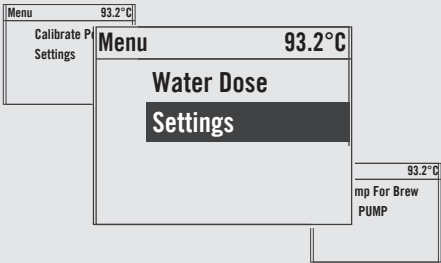 Menu 93.2°C
Calibrate P
Settings
Menu 93.2°C
Water Dose
Settings
93.2°C
mp For Brew
PUMP